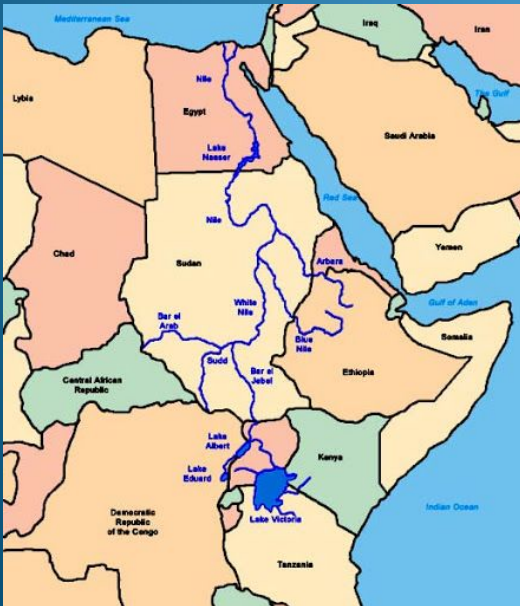 Mediterranean Sea
Iraq
Iran
Nile
Lybia
The Gulf
Egypt
Saudi Arabia
Lake
Nasser
Red Sea
Nile
Chad
Yemen
Sudan
Arbara
Gulf of Aden
White
Nile
Bar el
Arab
Somalia
Blue
Nile
Sudd
Bar el
Jebel
Ethiopia
Central African
Republic
Lake
Albert
Kenya
Lake
Eduard
Indian Ocean
Democratic
Republic
of the Congo
Lake Victoria
Tanzania